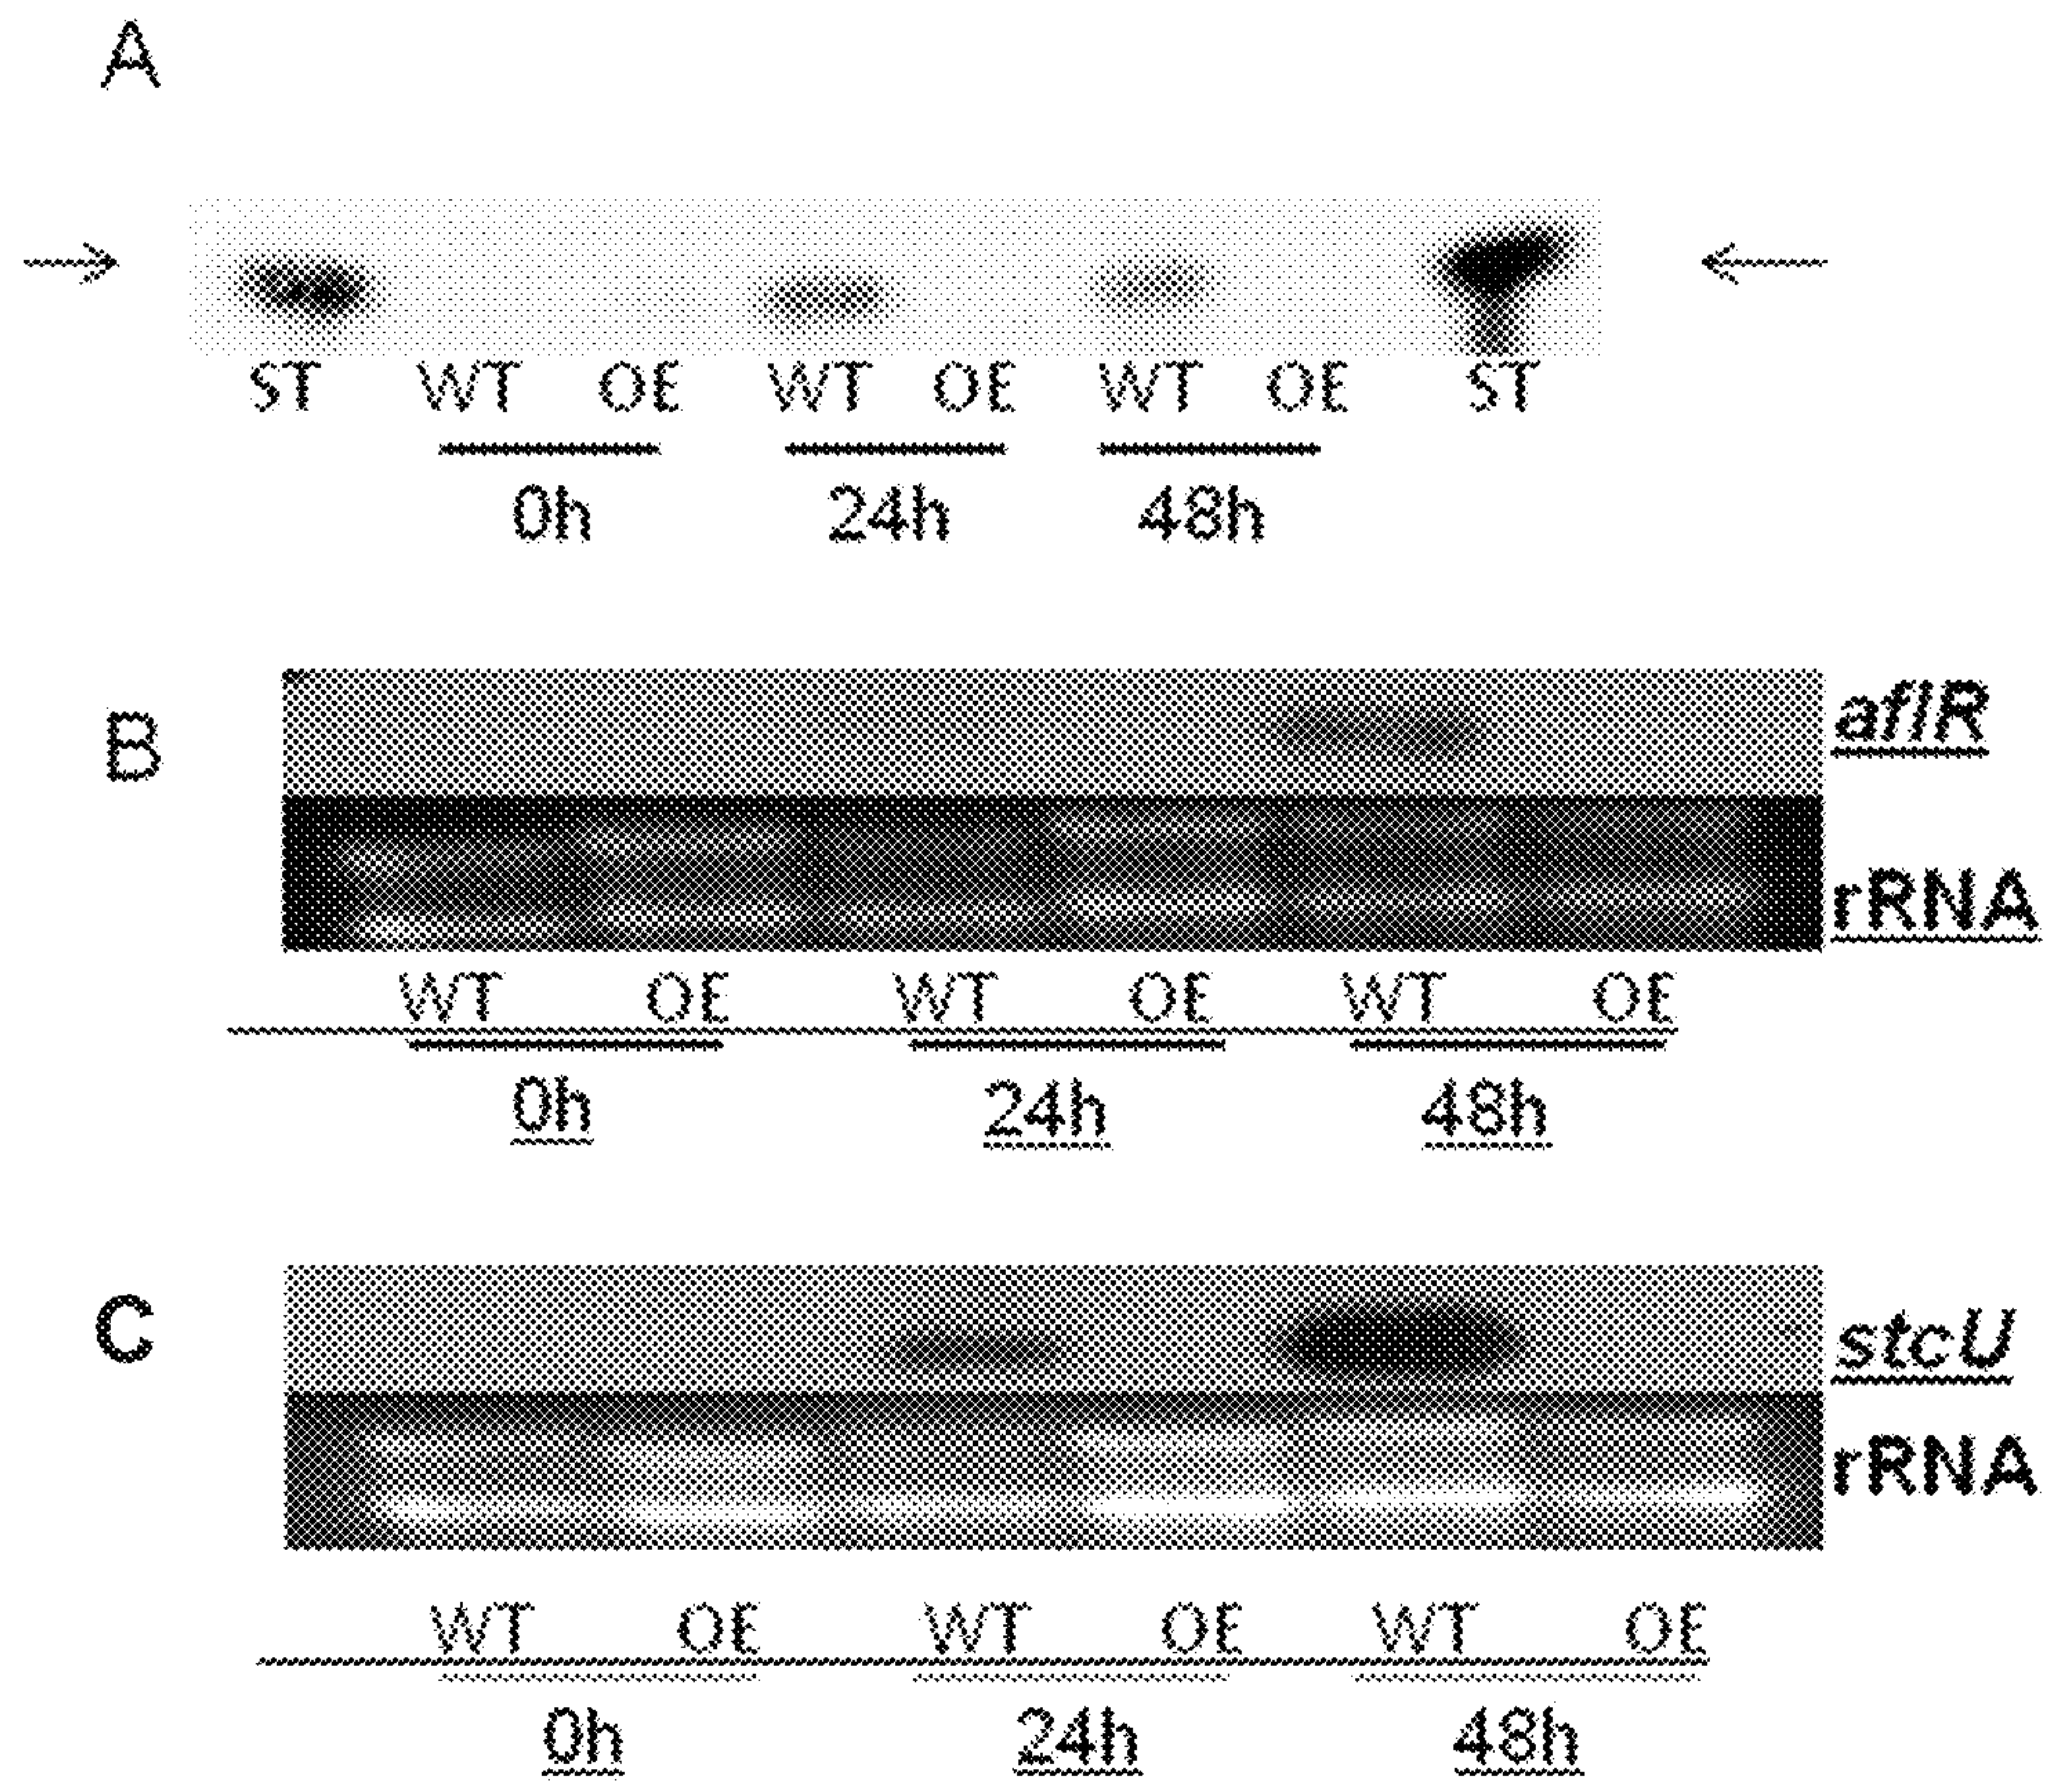 A
ST WT OE WT OE WT OE ST
0h 24h 48h
B
aflR
rRNA
WT OE WT OE WT OE
0h 24h 48h
C
stcU
rRNA
WT OE WT OE WT OE
0h 24h 48h